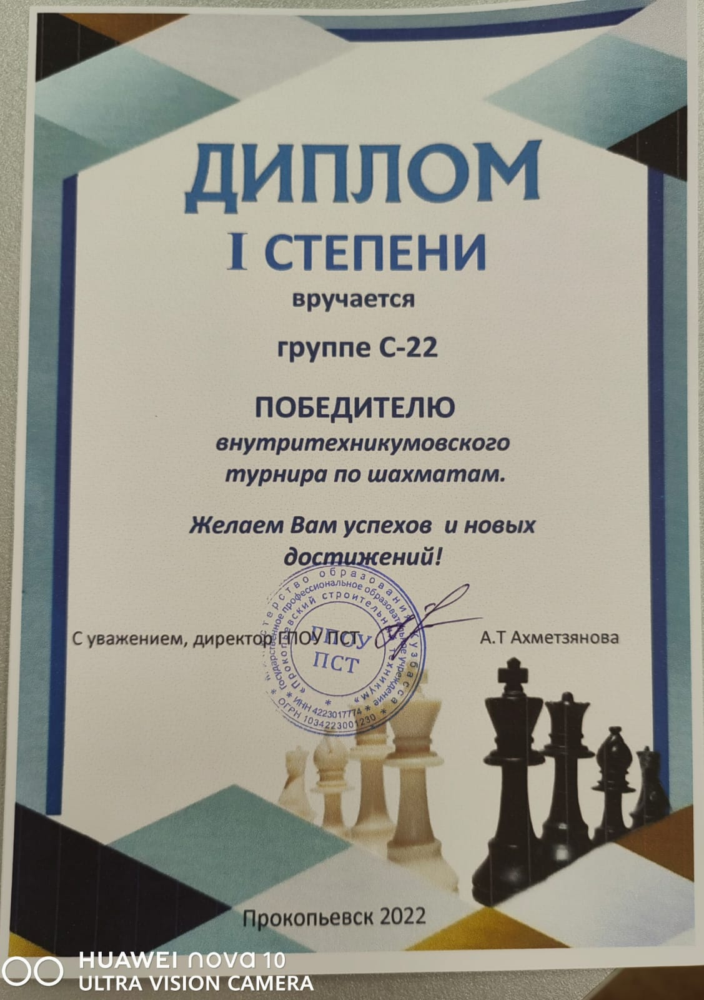 ДИПЛОМ
I СТЕПЕНИ
вручается
группе С-22
ПОБЕДИТЕЛЮ
внутритехникумовского
турнира по шахматам.
Желаем Вам успехов и новых
достижений!
С уважением, директор ГПОУ ПСТ А.Т Ахметзянова
образования Кузбасса
Государственное профессиональное образовательное учреждение
«Прокопьевский строительный техникум»
ГПОУ
ПСТ
* ИНН 4223017774 *
* ОГРН 1034223001230 *
Прокопьевск 2022
HUAWEI nova 10
ULTRA VISION CAMERA